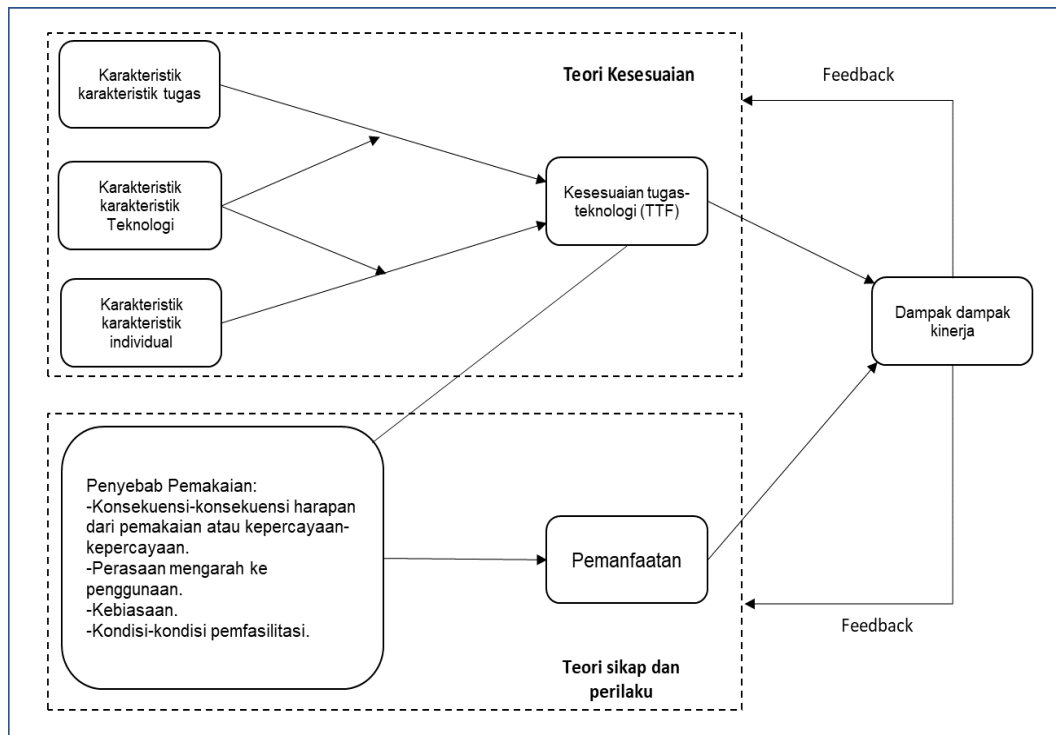 Karakteristik
karakteristik tugas
Teori Kesesuaian
Feedback
Karakteristik
karakteristik
Teknologi
Kesesuaian tugas-
teknologi (TTF)
Karakteristik
karakteristik
individual
Dampak dampak
kinerja
Penyebab Pemakaian:
-Konsekuensi-konsekuensi harapan
dari pemakaian atau kepercayaan-
kepercayaan.
-Perasaan mengarah ke
penggunaan.
-Kebiasaan.
-Kondisi-kondisi pemfasilitasi.
Pemanfaatan
Feedback
Teori sikap dan
perilaku